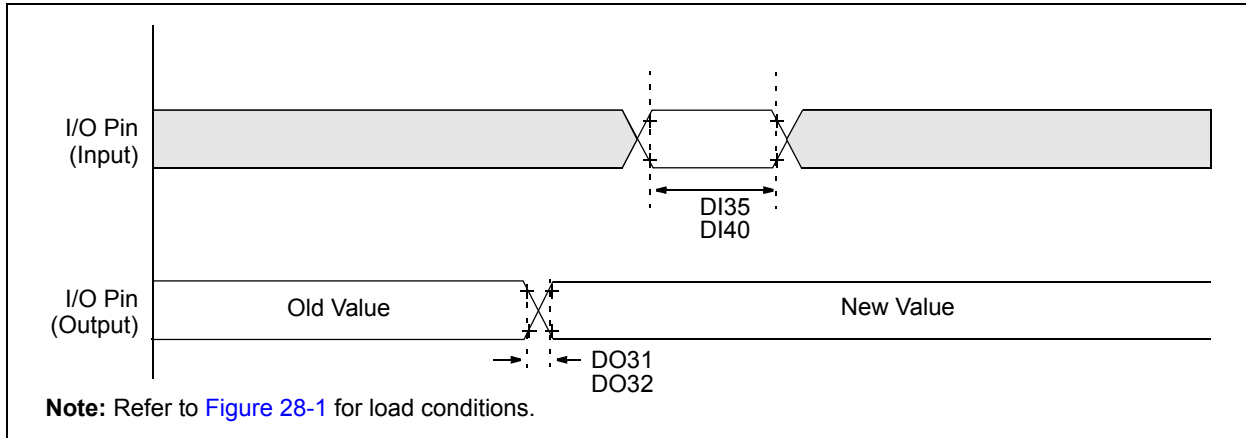 I/O Pin
(Input)
DI35
DI40
I/O Pin
(Output)
Old Value
New Value
DO31
DO32
Note: Refer to Figure 28-1 for load conditions.